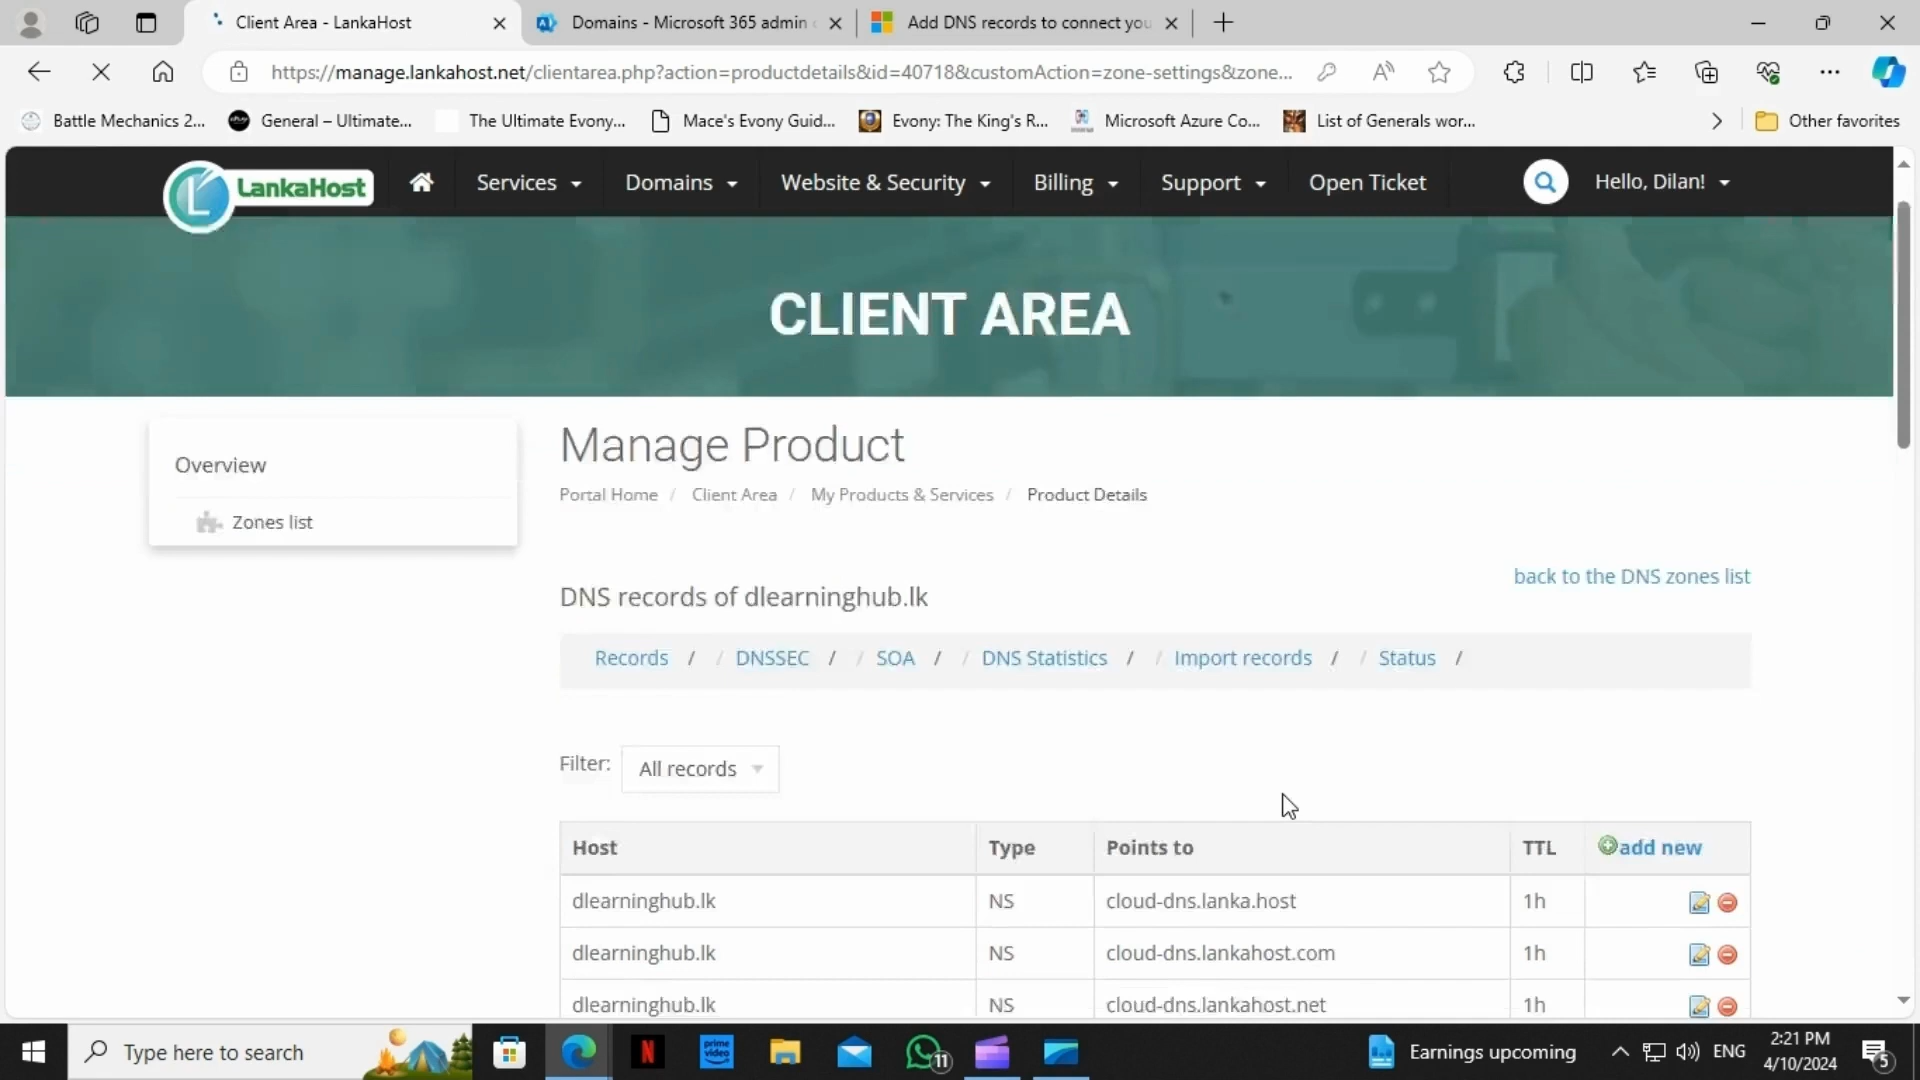 Client Area - LankaHost
Domains - Microsoft 365 admin
Add DNS records to connect you
https://manage.lankahost.net/clientarea.php?action=productdetails&id=40718&customAction=zone-settings&zone...
Battle Mechanics 2...
General – Ultimate...
The Ultimate Evony...
Mace's Evony Guid...
Evony: The King's R...
Microsoft Azure Co...
List of Generals wor...
Other favorites
LankaHost
Services
Domains
Website & Security
Billing
Support
Open Ticket
Hello, Dilan!
CLIENT AREA
Overview
Zones list
Manage Product
Portal Home / Client Area / My Products & Services / Product Details
back to the DNS zones list
DNS records of dlearninghub.lk
Records / / DNSSEC / / SOA / / DNS Statistics / / Import records / / Status /
Filter: All records
Host Type Points to TTL add new
dlearninghub.lk NS cloud-dns.lanka.host 1h
dlearninghub.lk NS cloud-dns.lankahost.com 1h
dlearninghub.lk NS cloud-dns.lankahost.net 1h
Type here to search
prime video
11
Earnings upcoming
ENG
2:21 PM
4/10/2024
5